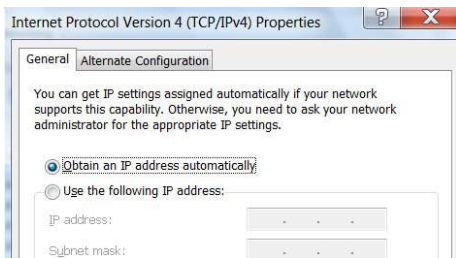 Internet Protocol Version 4 (TCP/IPv4) Properties
General Alternate Configuration
You can get IP settings assigned automatically if your network
supports this capability. Otherwise, you need to ask your network
administrator for the appropriate IP settings.
Obtain an IP address automatically
Use the following IP address:
IP address:
Subnet mask: